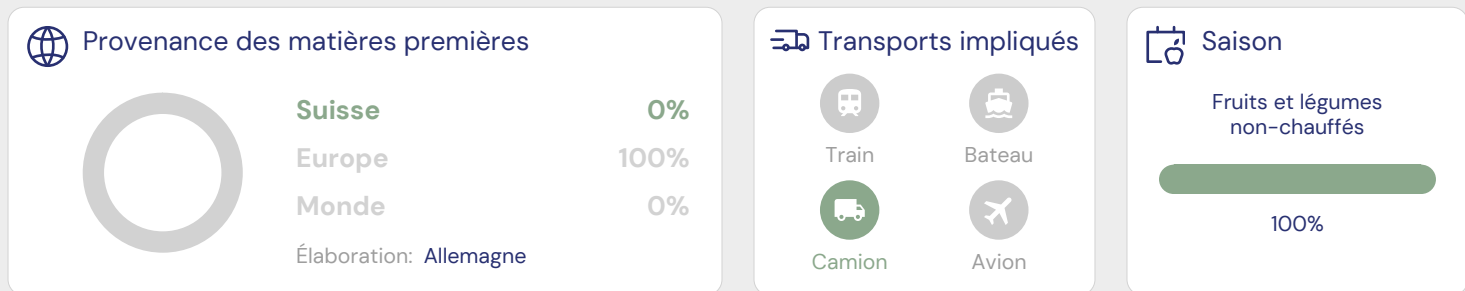 Provenance des matières premières
Suisse 0%
Europe 100%
Monde 0%
Élaboration: Allemagne
Transports impliqués
Train Bateau
Camion Avion
Saison
Fruits et légumes
non-chauffés
100%